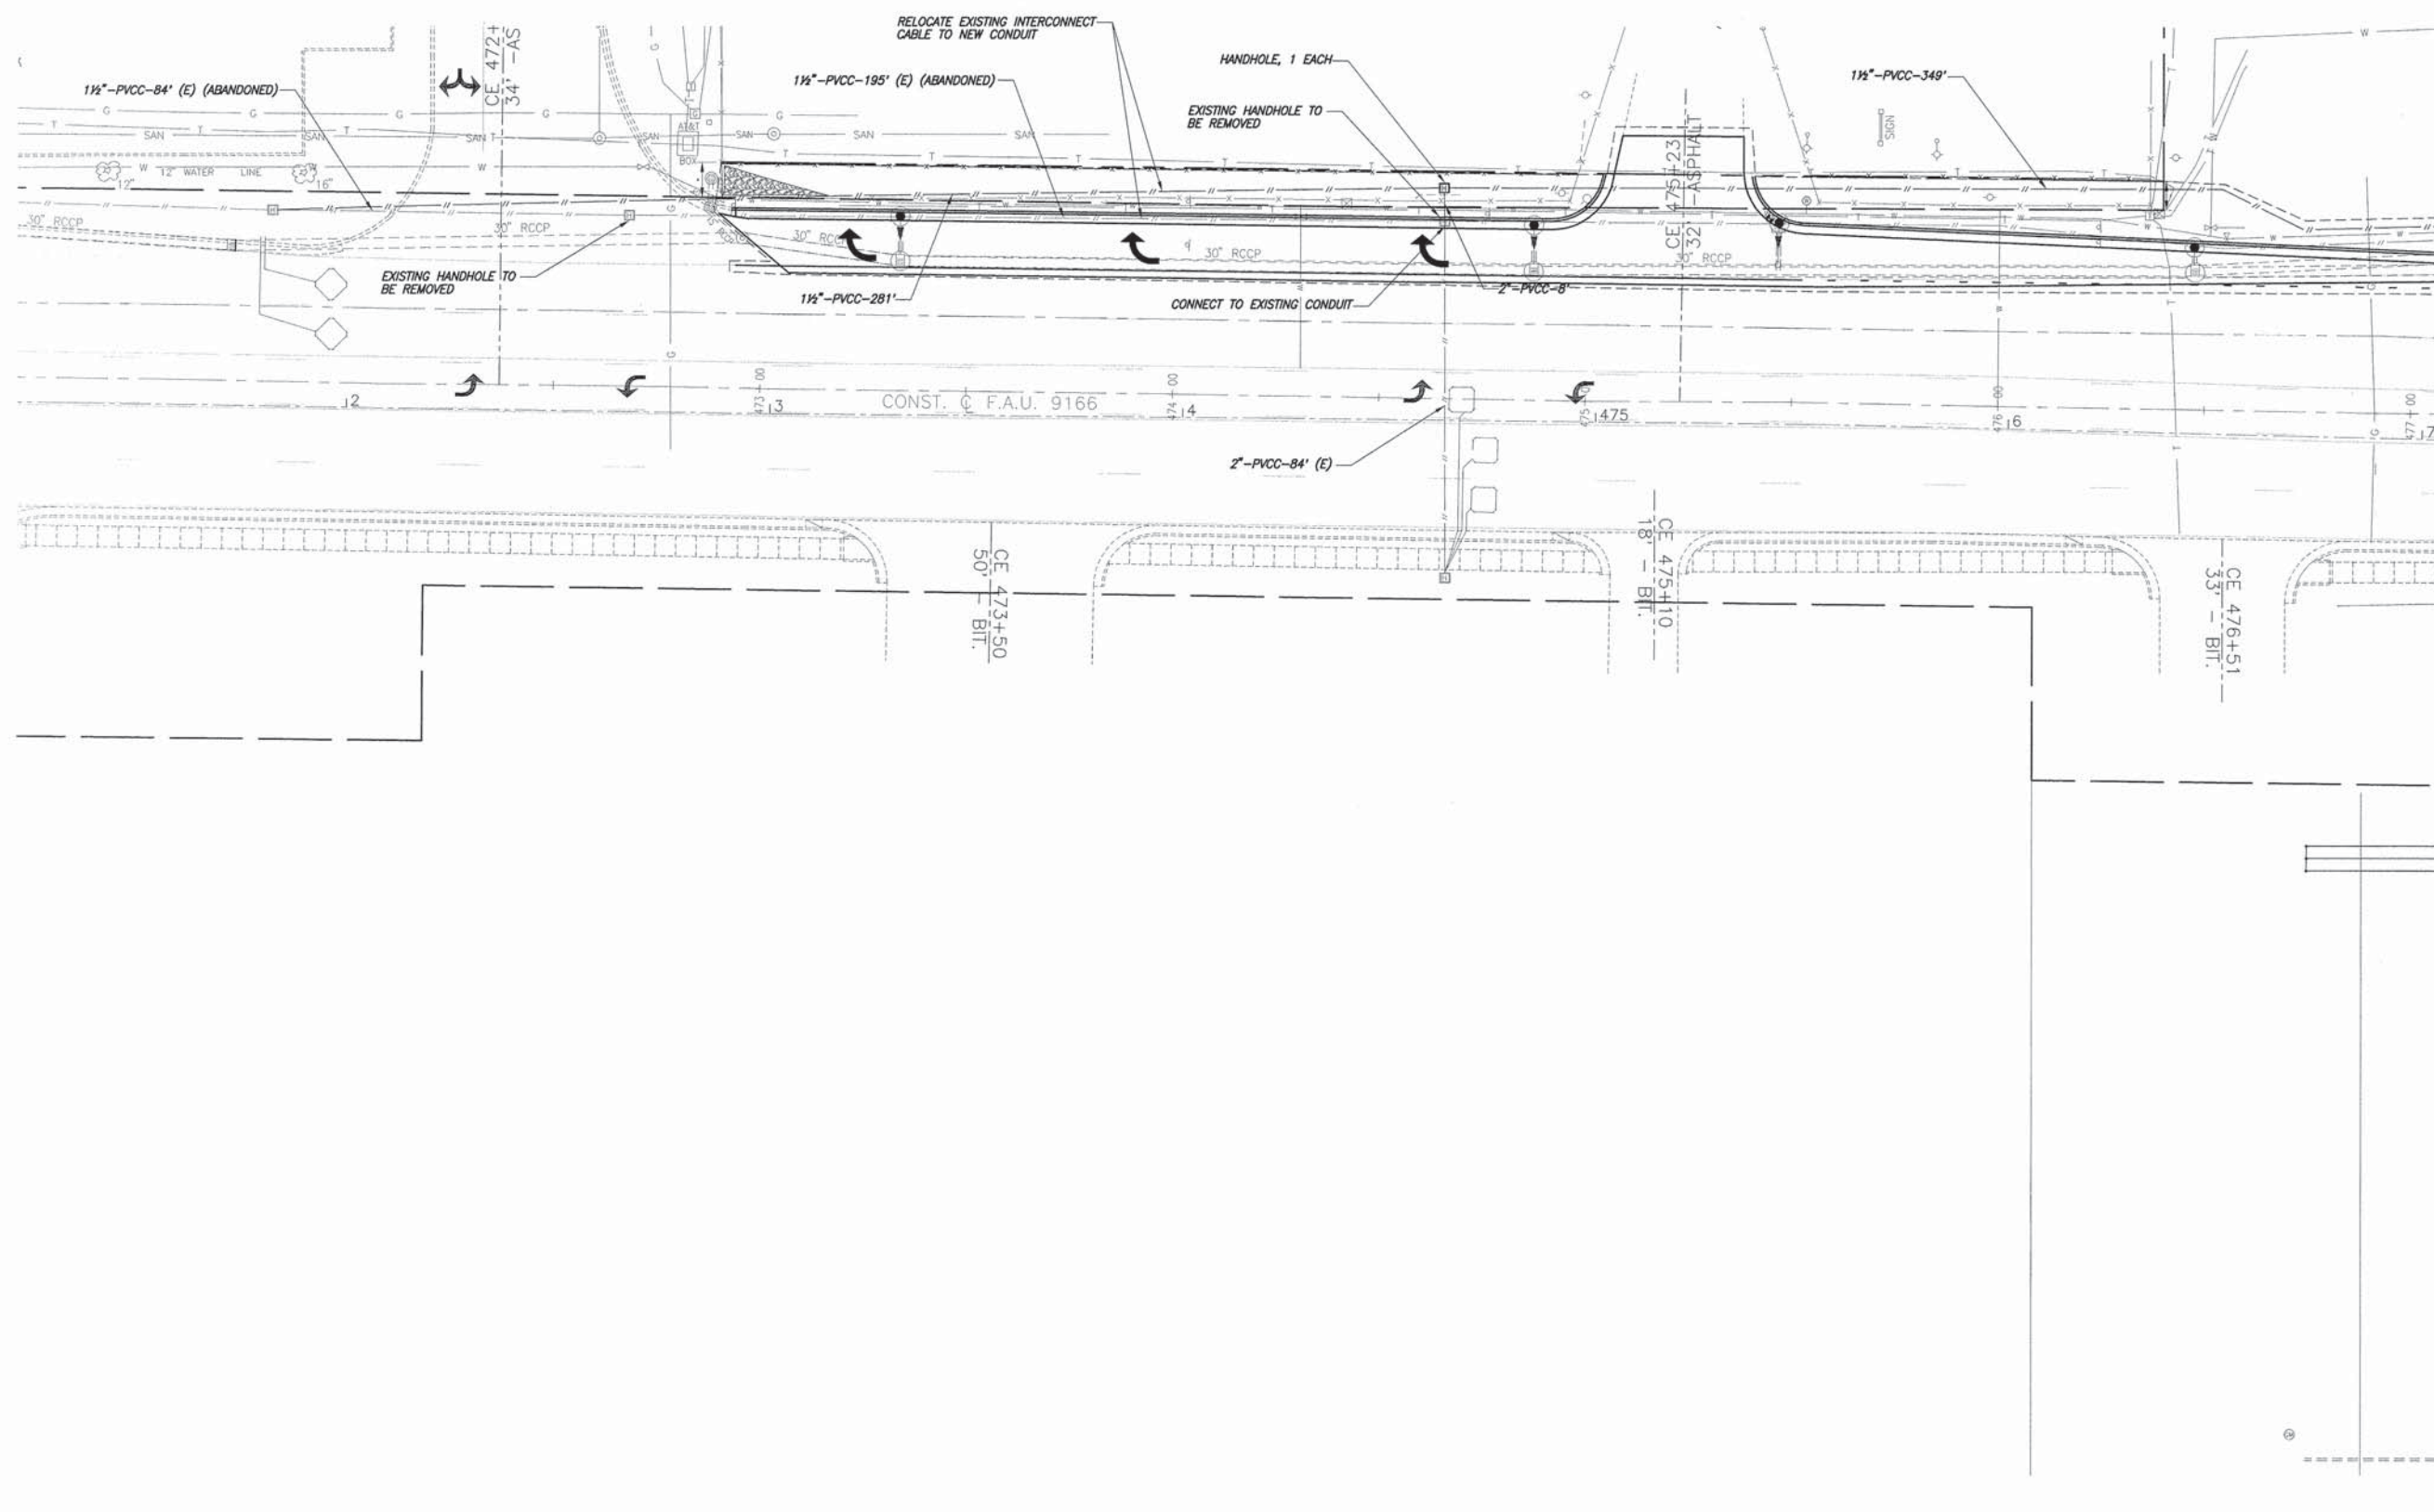 RELOCATE EXISTING INTERCONNECT
CABLE TO NEW CONDUIT
HANDHOLE, 1 EACH
1½"-PVCC-84' (E) (ABANDONED)
1½"-PVCC-195' (E) (ABANDONED)
1½"-PVCC-349'
EXISTING HANDHOLE TO
BE REMOVED
CE 472+
34' -AS
AT&T
BOX
SIGN
G G G G G
T SAN T SAN T SAN T SAN SAN SAN SAN
W 12" WATER LINE W W
12"
16"
CE 475+23
32' -ASPHALT
30" RCCP
30" RCCP
30" RCCP
30" RCCP
EXISTING HANDHOLE TO
BE REMOVED
1½"-PVCC-281'
CONNECT TO EXISTING CONDUIT
2"-PVCC-8'
12
473+00
13
CONST. ℄ F.A.U. 9166
474+00
14
475
476+00
16
477+00
17
2"-PVCC-84' (E)
CE 473+50
50' - BIT.
CE 475+10
18' - BIT.
CE 476+51
33' - BIT.